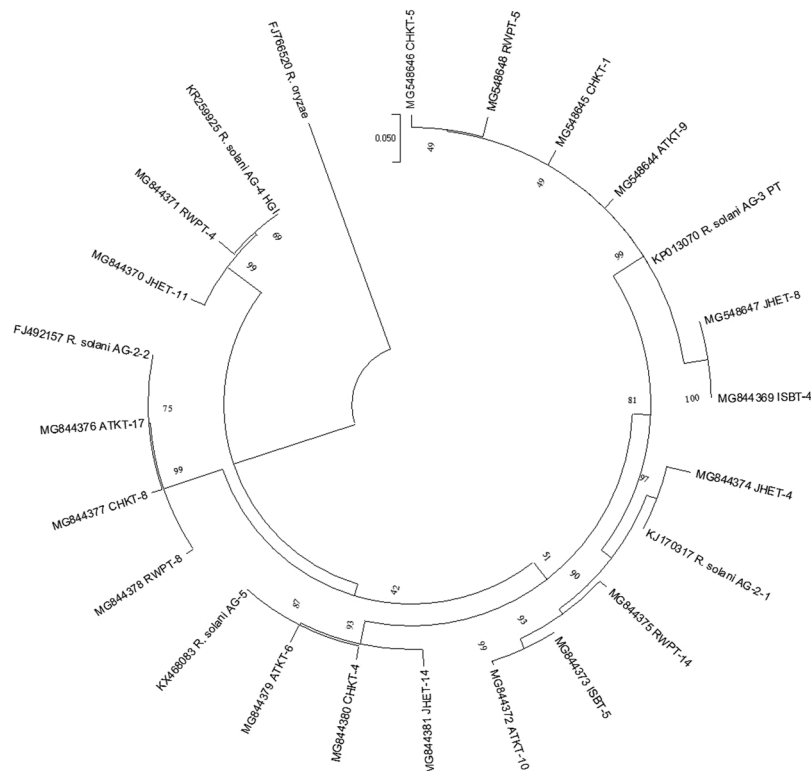 FJ766520 R. oryzae
MG548646 CHKT-5
MG548648 RWPT-5
MG548645 CHKT-1
MG548644 ATKT-9
KP013070 R. solani AG-3 PT
MG548647 JHET-8
MG844369 ISBT-4
MG844374 JHET-4
KJ170317 R. solani AG-2-1
MG844375 RWPT-14
MG844373 ISBT-5
MG844372 ATKT-10
MG844381 JHET-14
MG844380 CHKT-4
MG844379 ATKT-6
KX468083 R. solani AG-5
MG844378 RWPT-8
MG844377 CHKT-8
MG844376 ATKT-17
FJ492157 R. solani AG-2-2
MG844370 JHET-11
MG844371 RWPT-4
KR259925 R. solani AG-4 HGI
0.050
49
49
99
100
81
97
90
93
99
51
42
93
87
99
75
99
69